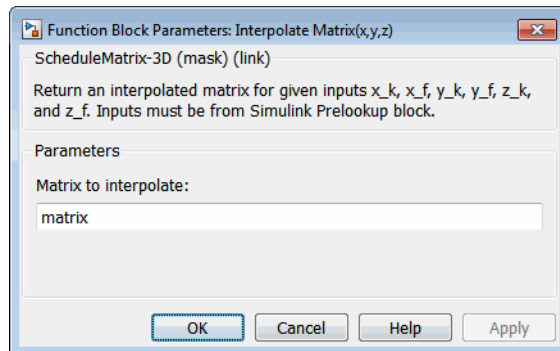 Function Block Parameters: Interpolate Matrix(x,y,z)
ScheduleMatrix-3D (mask) (link)
Return an interpolated matrix for given inputs x_k, x_f, y_k, y_f, z_k,
and z_f. Inputs must be from Simulink Prelookup block.
Parameters
Matrix to interpolate:
matrix
OK Cancel Help Apply